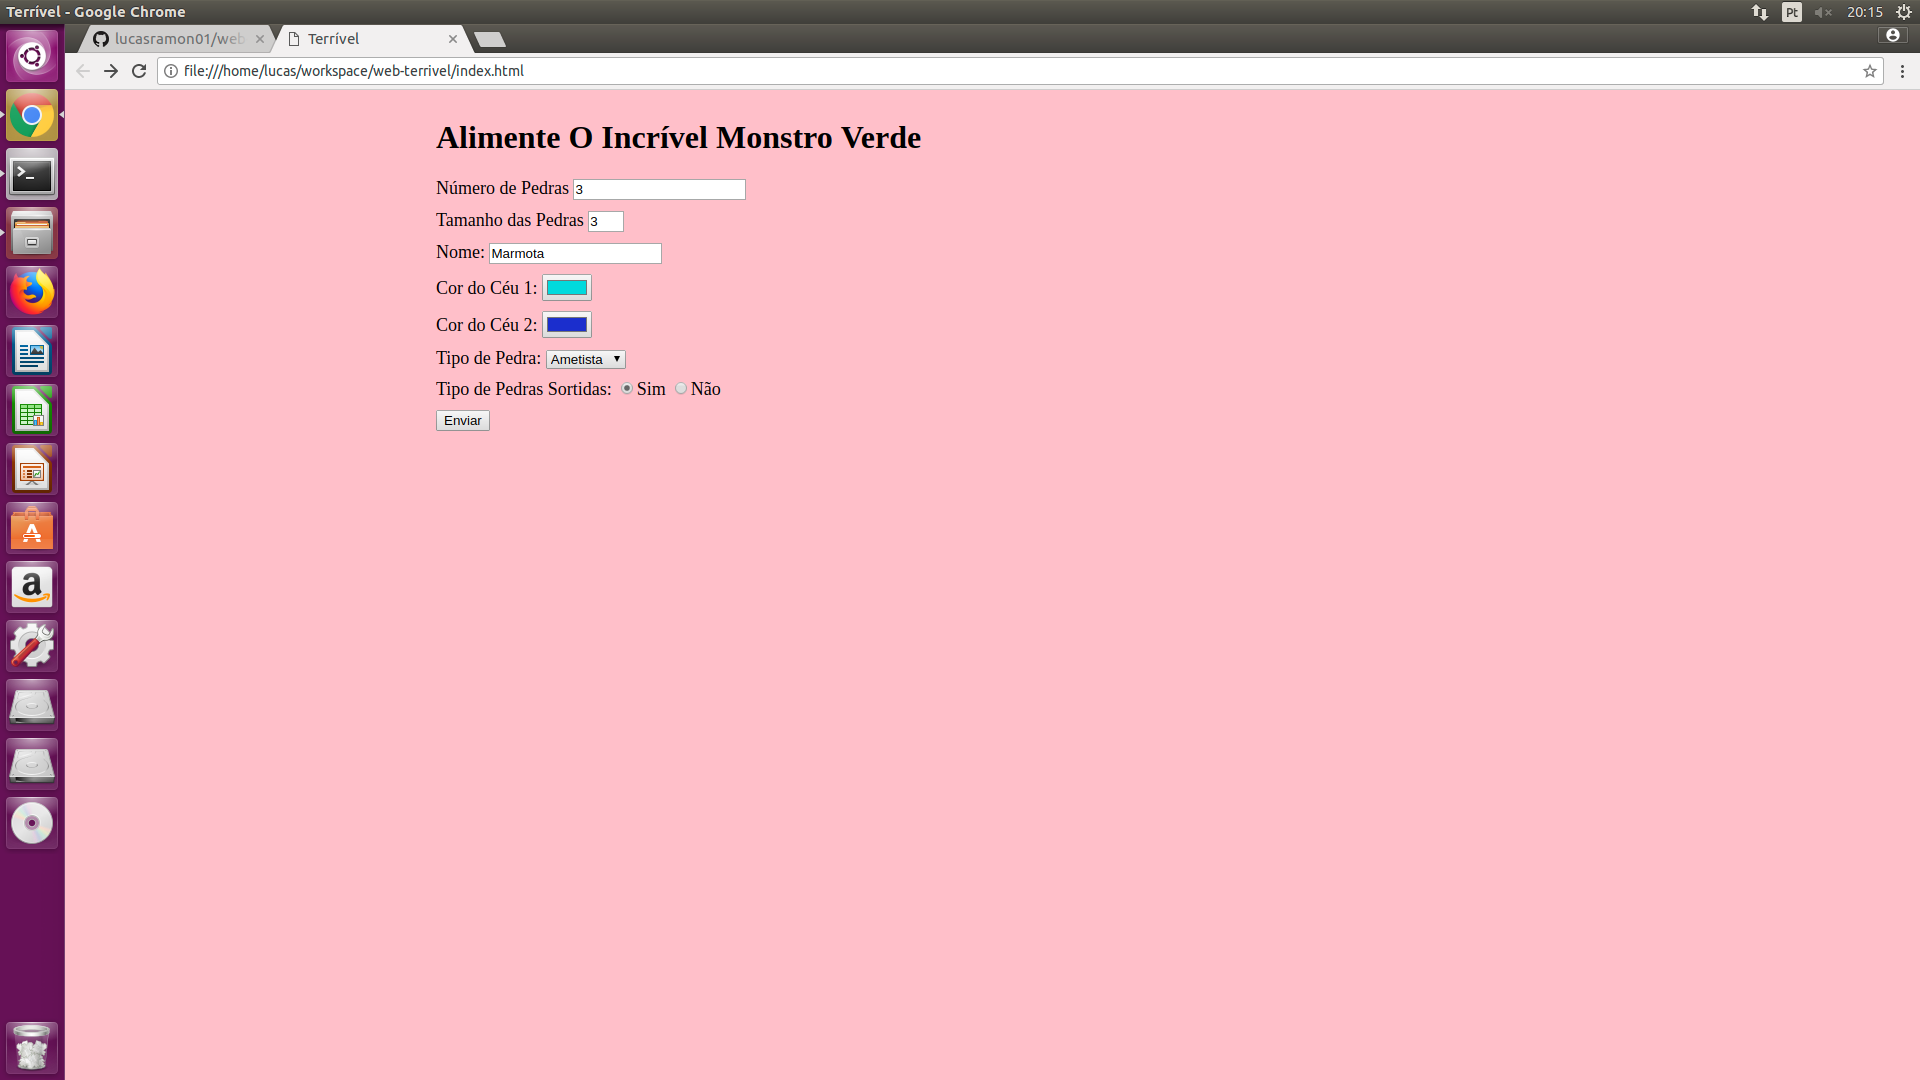 Terrível - Google Chrome
Pt
20:15
lucasramon01/web
Terrível
file:///home/lucas/workspace/web-terrivel/index.html
Alimente O Incrível Monstro Verde
Número de Pedras 3
Tamanho das Pedras 3
Nome: Marmota
Cor do Céu 1:
Cor do Céu 2:
Tipo de Pedra: Ametista
Tipo de Pedras Sortidas: Sim Não
Enviar